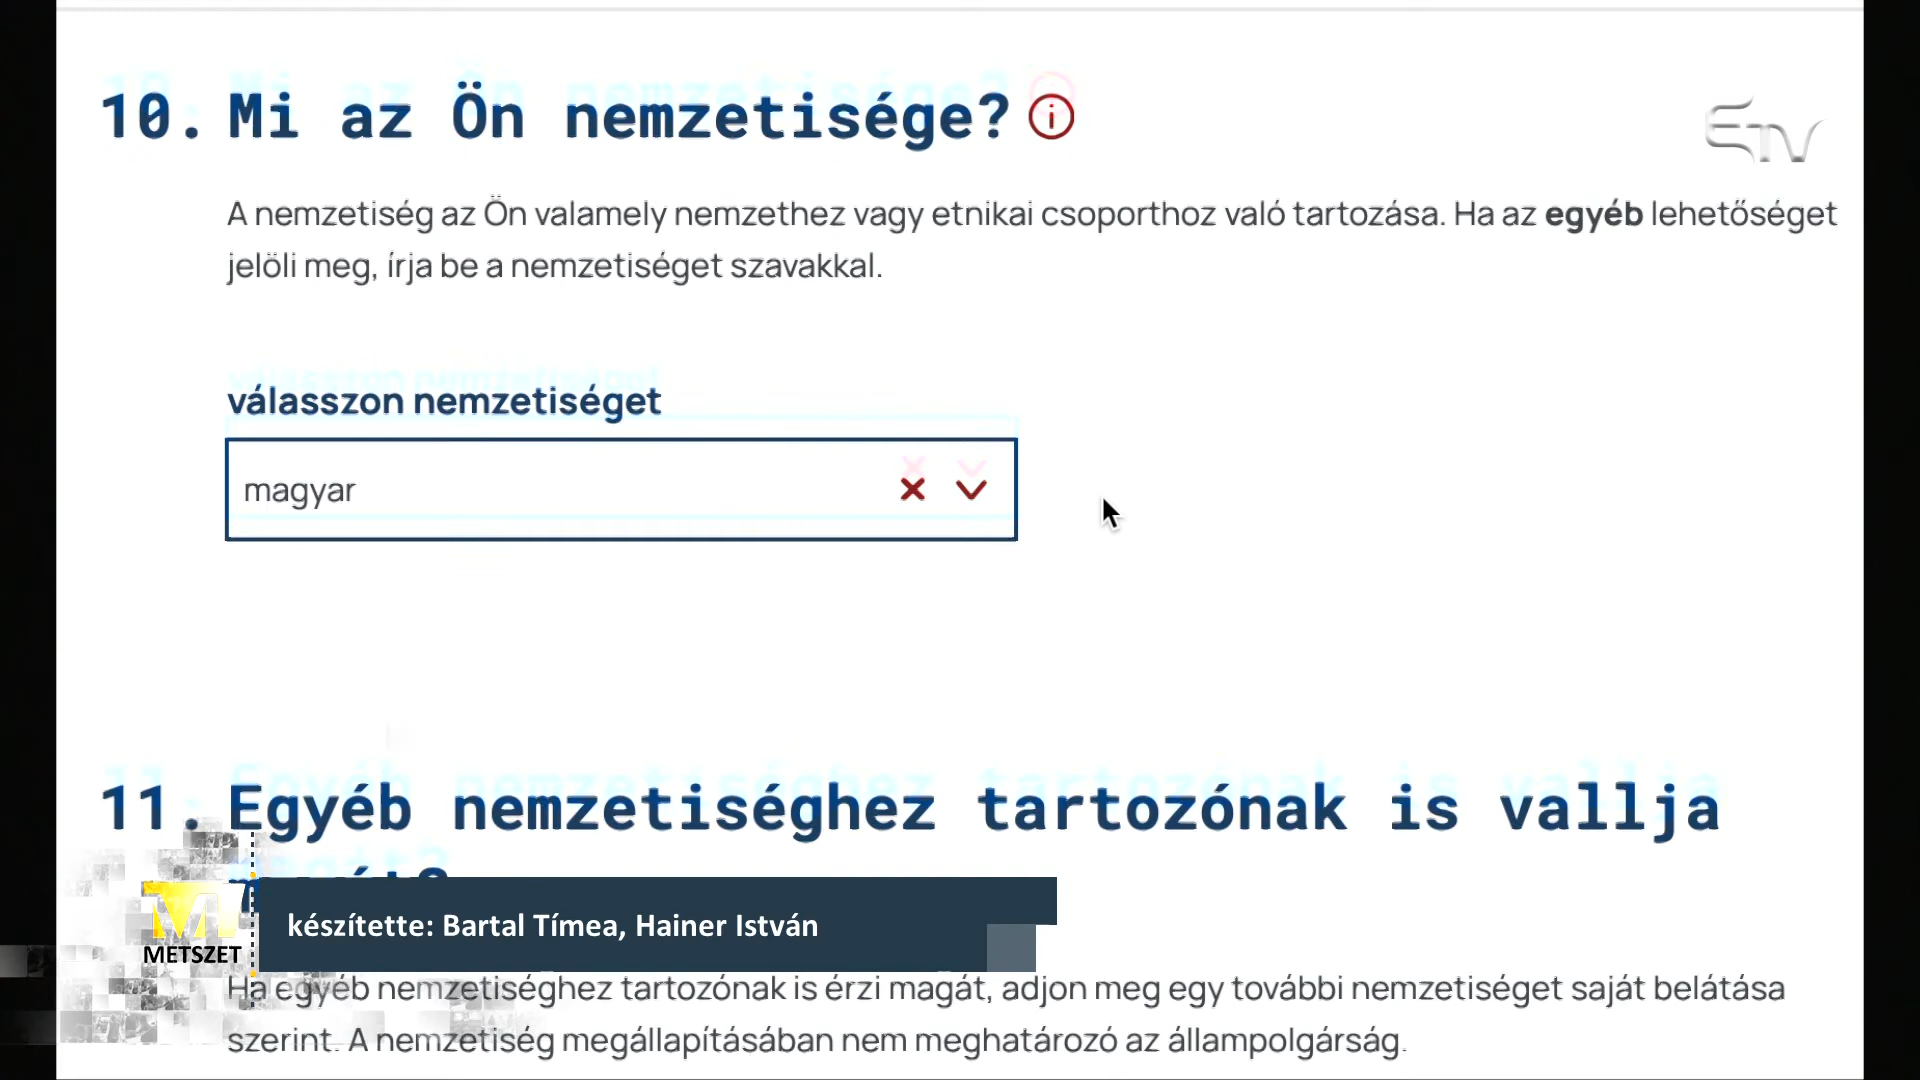 10. Mi az Ön nemzetisége?
ETV
A nemzetiség az Ön valamely nemzethez vagy etnikai csoporthoz való tartozása. Ha az egyéb lehetőséget
jelöli meg, írja be a nemzetiséget szavakkal.
válasszon nemzetiséget
magyar
11. Egyéb nemzetiséghez tartozónak is vallja
készítette: Bartal Tímea, Hainer István
METSZET
Ha egyéb nemzetiséghez tartozónak is érzi magát, adjon meg egy további nemzetiséget saját belátása
szerint. A nemzetiség megállapításában nem meghatározó az állampolgárság.